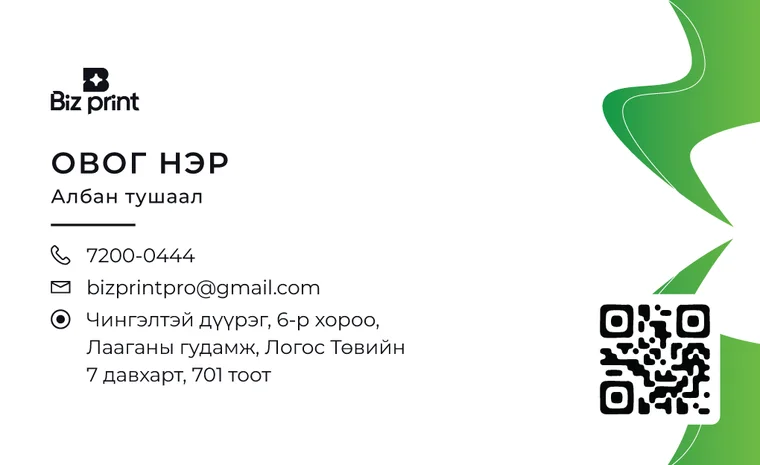 Biz print
ОВОГ НЭР
Албан тушаал
7200-0444
bizprintpro@gmail.com
Чингэлтэй дүүрэг, 6-р хороо,
Лааганы гудамж, Логос Төвийн
7 давхарт, 701 тоот